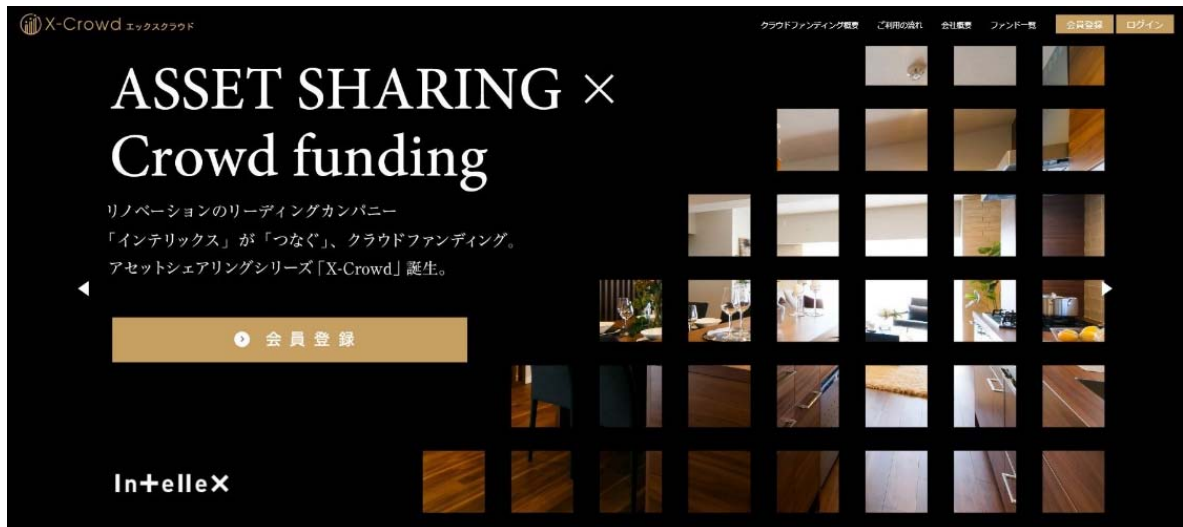 X-Crowd エックスクラウド
クラウドファンディング概要 ご利用の流れ 会社概要 ファンド一覧 会員登録 ログイン
ASSET SHARING ×
Crowd funding
リノベーションのリーディングカンパニー
「インテリックス」が「つなぐ」、クラウドファンディング。
アセットシェアリングシリーズ「X-Crowd」誕生。
会員登録
Intellex